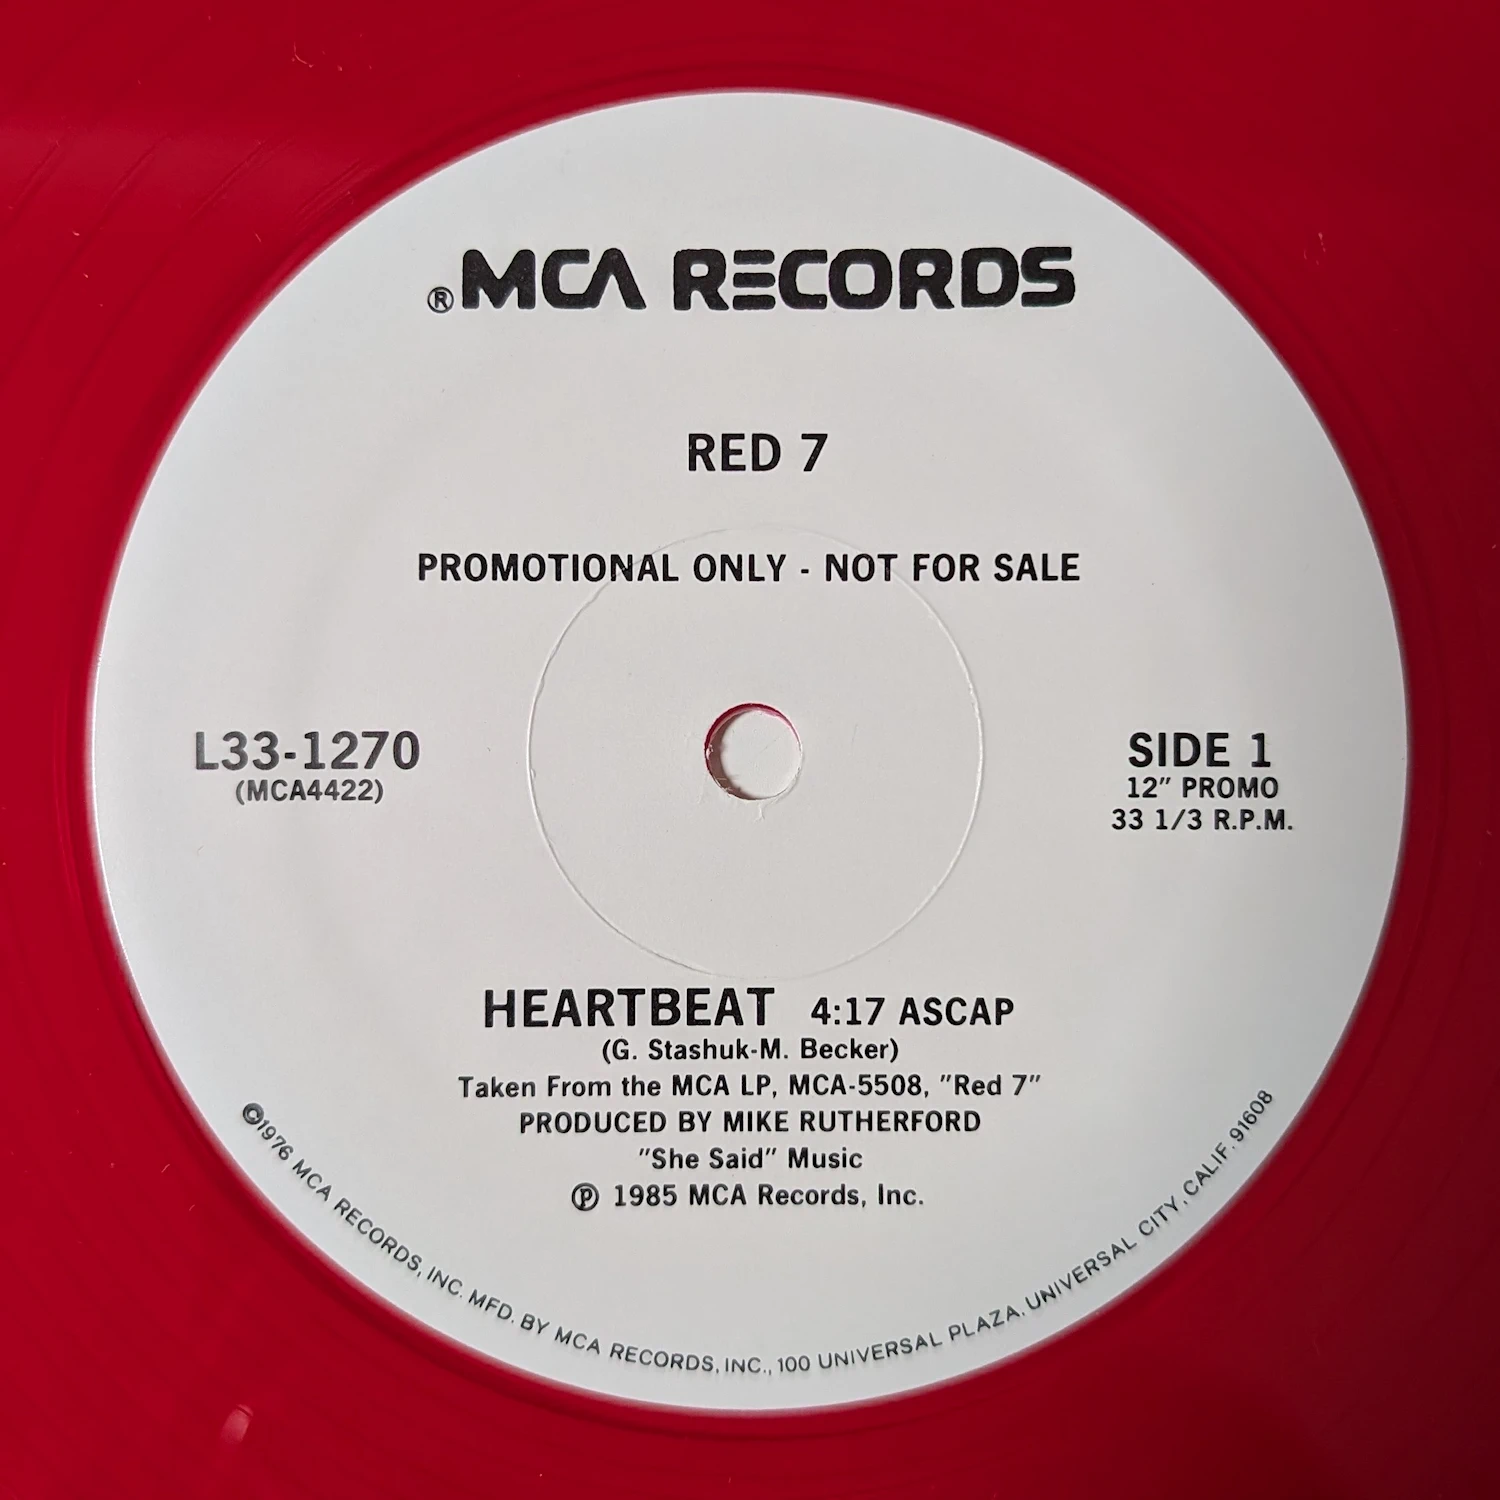 ® MCA RECORDS
RED 7
PROMOTIONAL ONLY - NOT FOR SALE
L33-1270
(MCA4422)
SIDE 1
12" PROMO
33 1/3 R.P.M.
HEARTBEAT 4:17 ASCAP
(G. Stashuk-M. Becker)
Taken From the MCA LP, MCA-5508, "Red 7"
PRODUCED BY MIKE RUTHERFORD
"She Said" Music
℗ 1985 MCA Records, Inc.
©1976 MCA RECORDS, INC. MFD. BY MCA RECORDS, INC., 100 UNIVERSAL PLAZA, UNIVERSAL CITY, CALIF. 91608